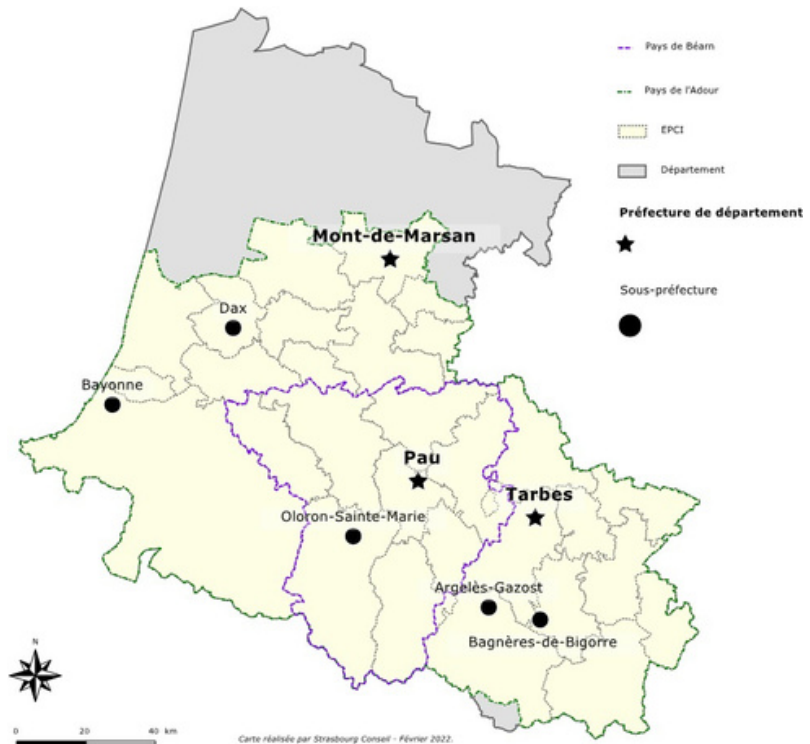 Pays de Béarn
Pays de l'Adour
EPCI
Département
Préfecture de département
Sous-préfecture
Mont-de-Marsan
Dax
Bayonne
Pau
Tarbes
Oloron-Sainte-Marie
Argelès-Gazost
Bagnères-de-Bigorre
N
0 20 40 km
Carte réalisée par Strasbourg Conseil - Février 2022.